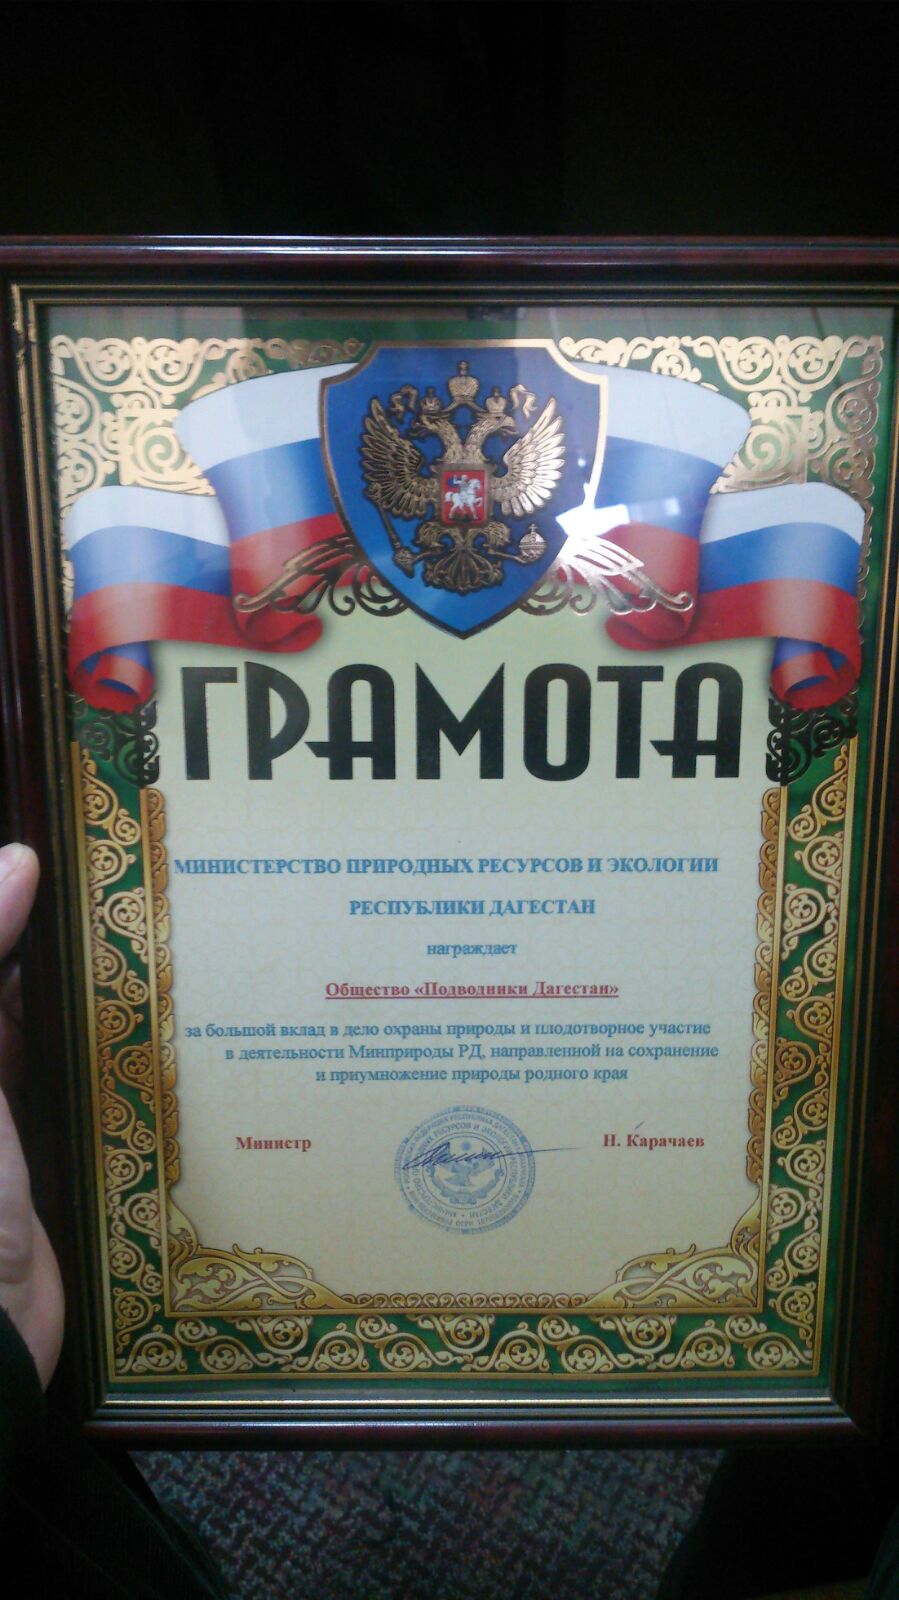 ГРАМОТА
МИНИСТЕРСТВО ПРИРОДНЫХ РЕСУРСОВ И ЭКОЛОГИИ
РЕСПУБЛИКИ ДАГЕСТАН
награждает
Общество «Подводники Дагестан»
за большой вклад в дело охраны природы и плодотворное участие
в деятельности Минприроды РД, направленной на сохранение
и приумножение природы родного края
Министр
Н. Карачаев